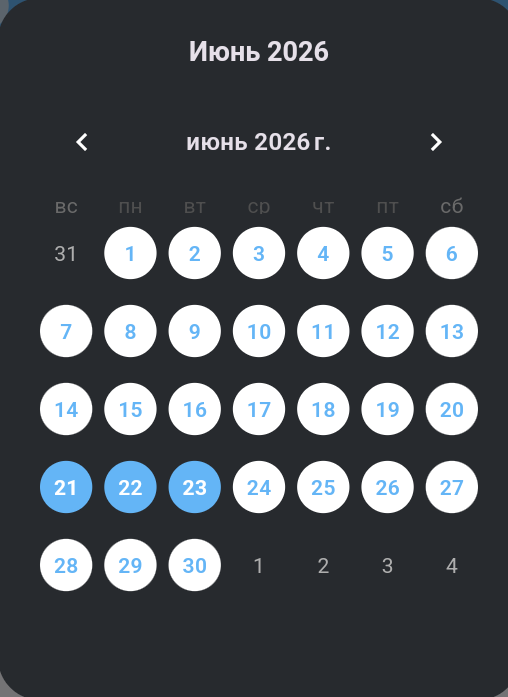 Июнь 2026
июнь 2026 г.
вс пн вт ср чт пт сб
31 1 2 3 4 5 6
7 8 9 10 11 12 13
14 15 16 17 18 19 20
21 22 23 24 25 26 27
28 29 30 1 2 3 4